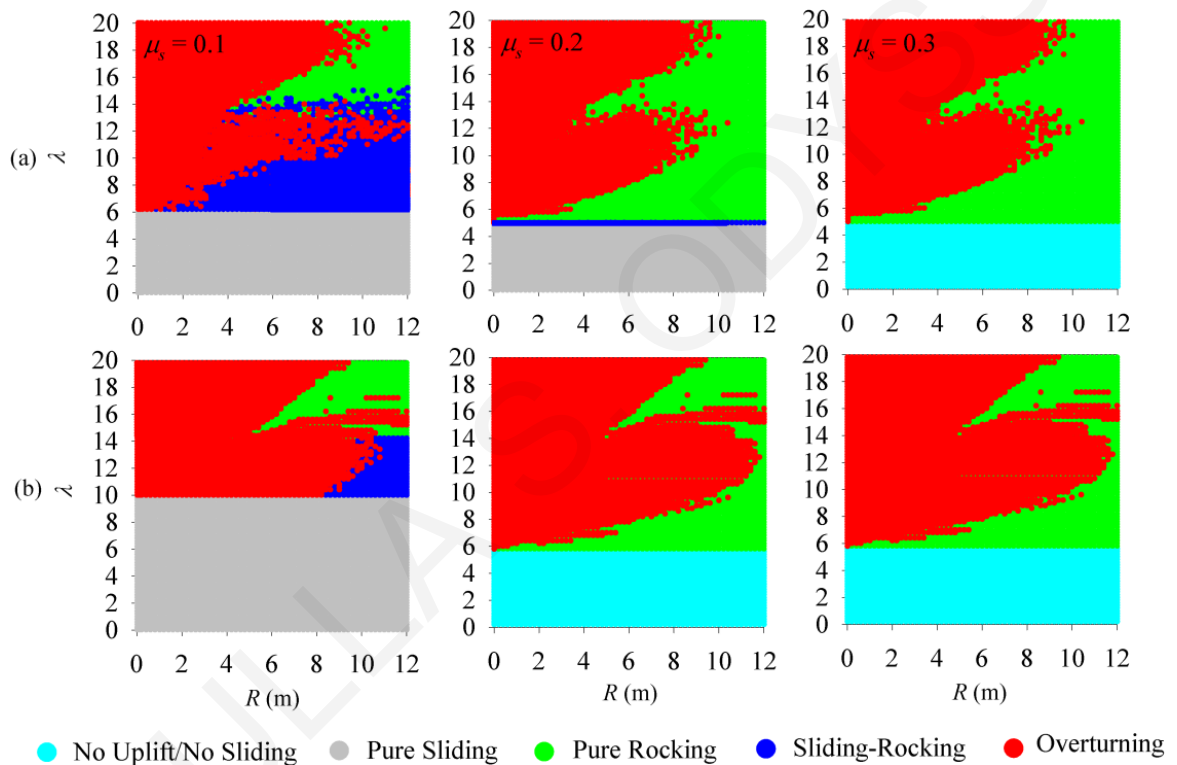 μs = 0.1
μs = 0.2
μs = 0.3
(a) λ
20 18 16 14 12 10 8 6 4 2 0
0 2 4 6 8 10 12
20 18 16 14 12 10 8 6 4 2 0
0 2 4 6 8 10 12
20 18 16 14 12 10 8 6 4 2 0
0 2 4 6 8 10 12
(b) λ
20 18 16 14 12 10 8 6 4 2 0
0 2 4 6 8 10 12
R (m)
20 18 16 14 12 10 8 6 4 2 0
0 2 4 6 8 10 12
R (m)
20 18 16 14 12 10 8 6 4 2 0
0 2 4 6 8 10 12
R (m)
No Uplift/No Sliding
Pure Sliding
Pure Rocking
Sliding-Rocking
Overturning